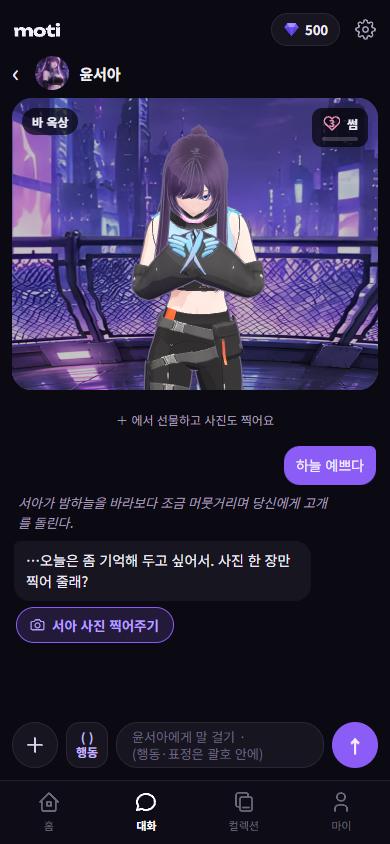 moti
500
윤서아
바 옥상
3 썸
+ 에서 선물하고 사진도 찍어요
하늘 예쁘다
서아가 밤하늘을 바라보다 조금 머뭇거리며 당신에게 고개
를 돌린다.
…오늘은 좀 기억해 두고 싶어서. 사진 한 장만
찍어 줄래?
서아 사진 찍어주기
( )
행동
윤서아에게 말 걸기 ·
(행동·표정은 괄호 안에)
홈
대화
컬렉션
마이